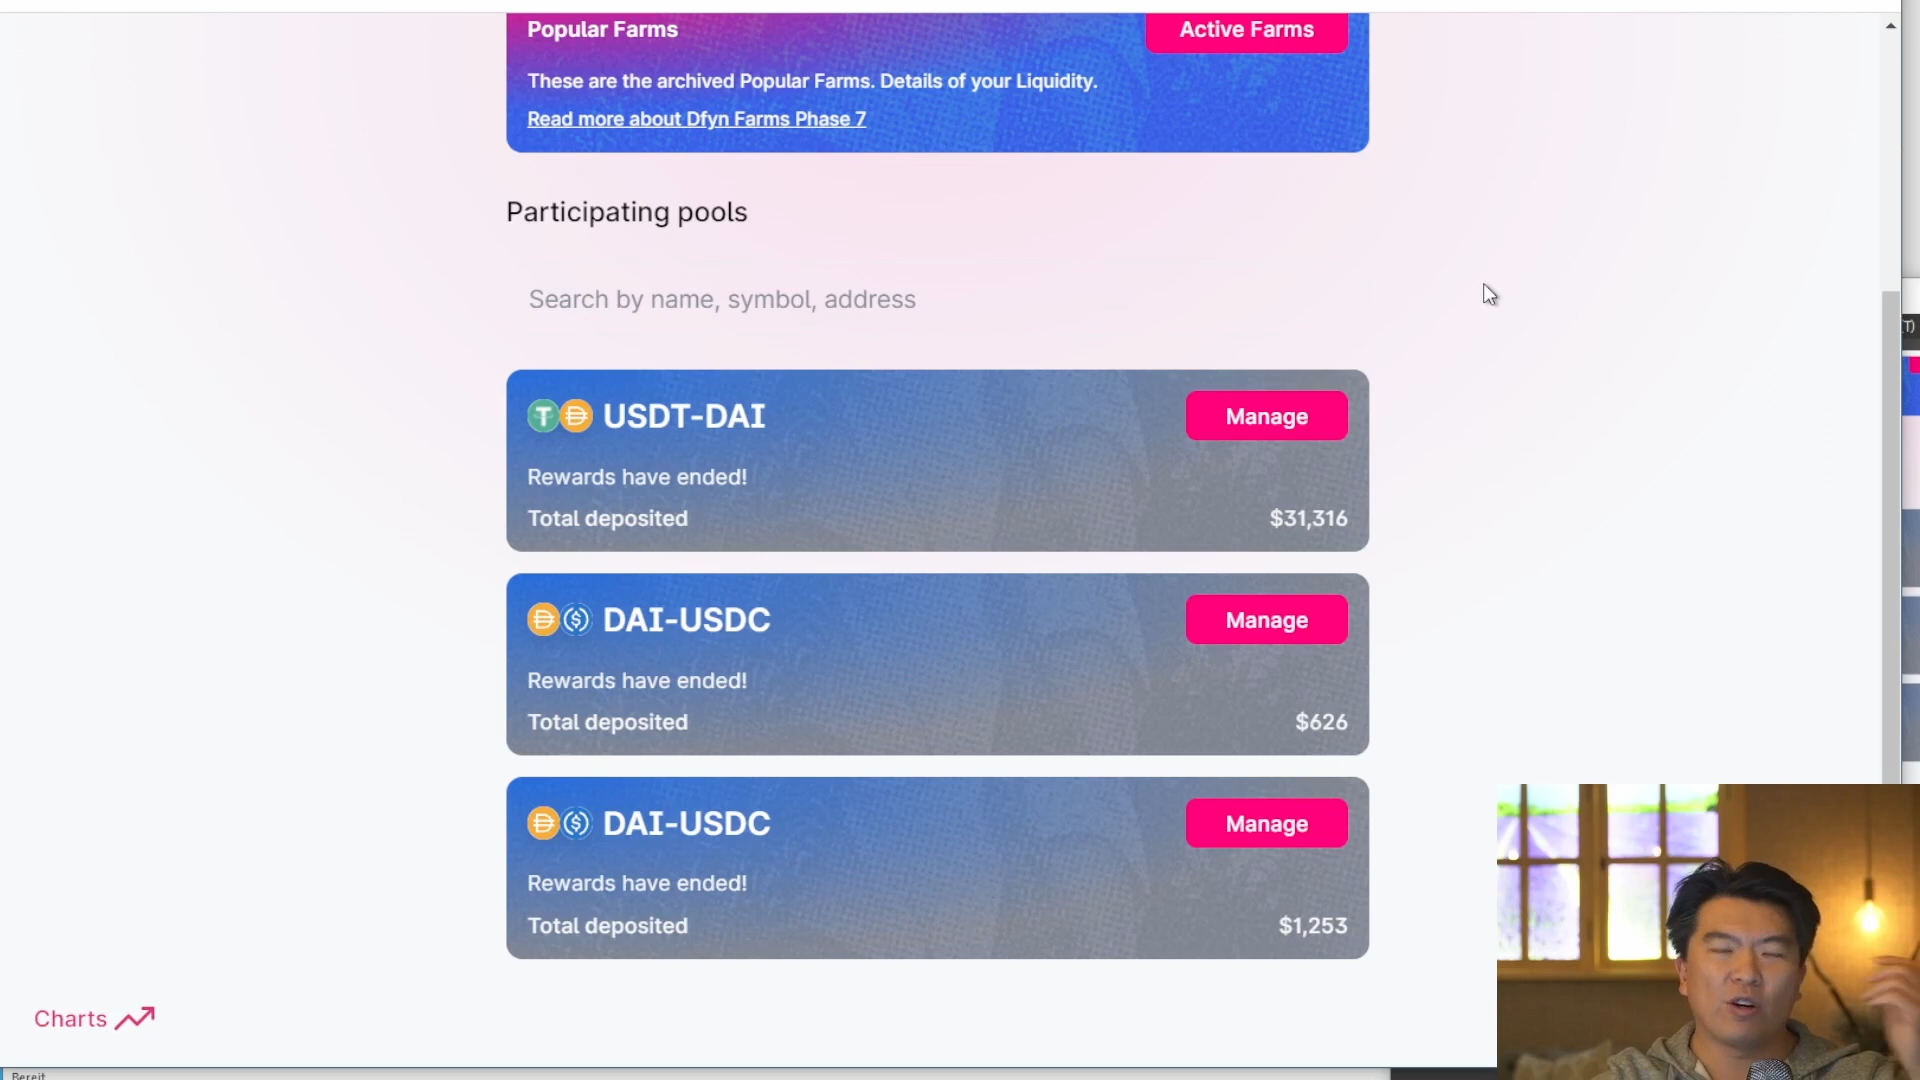 Popular Farms
Active Farms
These are the archived Popular Farms. Details of your Liquidity.
Read more about Dfyn Farms Phase 7
Participating pools
Search by name, symbol, address
USDT-DAI
Manage
Rewards have ended!
Total deposited
$31,316
DAI-USDC
Manage
Rewards have ended!
Total deposited
$626
DAI-USDC
Manage
Rewards have ended!
Total deposited
$1,253
Charts
Bereit
T)